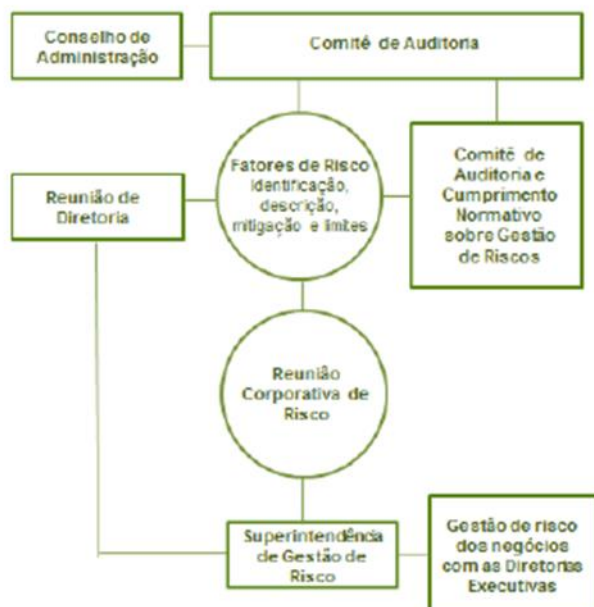 Conselho de
Administração
Comitê de Auditoria
Fatores de Risco
Identificação,
descrição,
mitigação e limites
Comitê de
Auditoria e
Cumprimento
Normativo
sobre Gestão
de Riscos
Reunião de
Diretoria
Reunião
Corporativa de
Risco
Superintendência
de Gestão de
Risco
Gestão de risco
dos negócios
com as Diretorias
Executivas